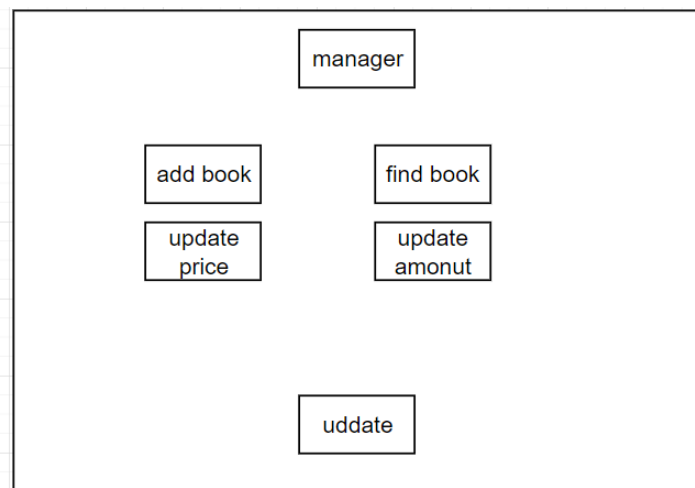 manager
add book
find book
update
price
update
amonut
uddate